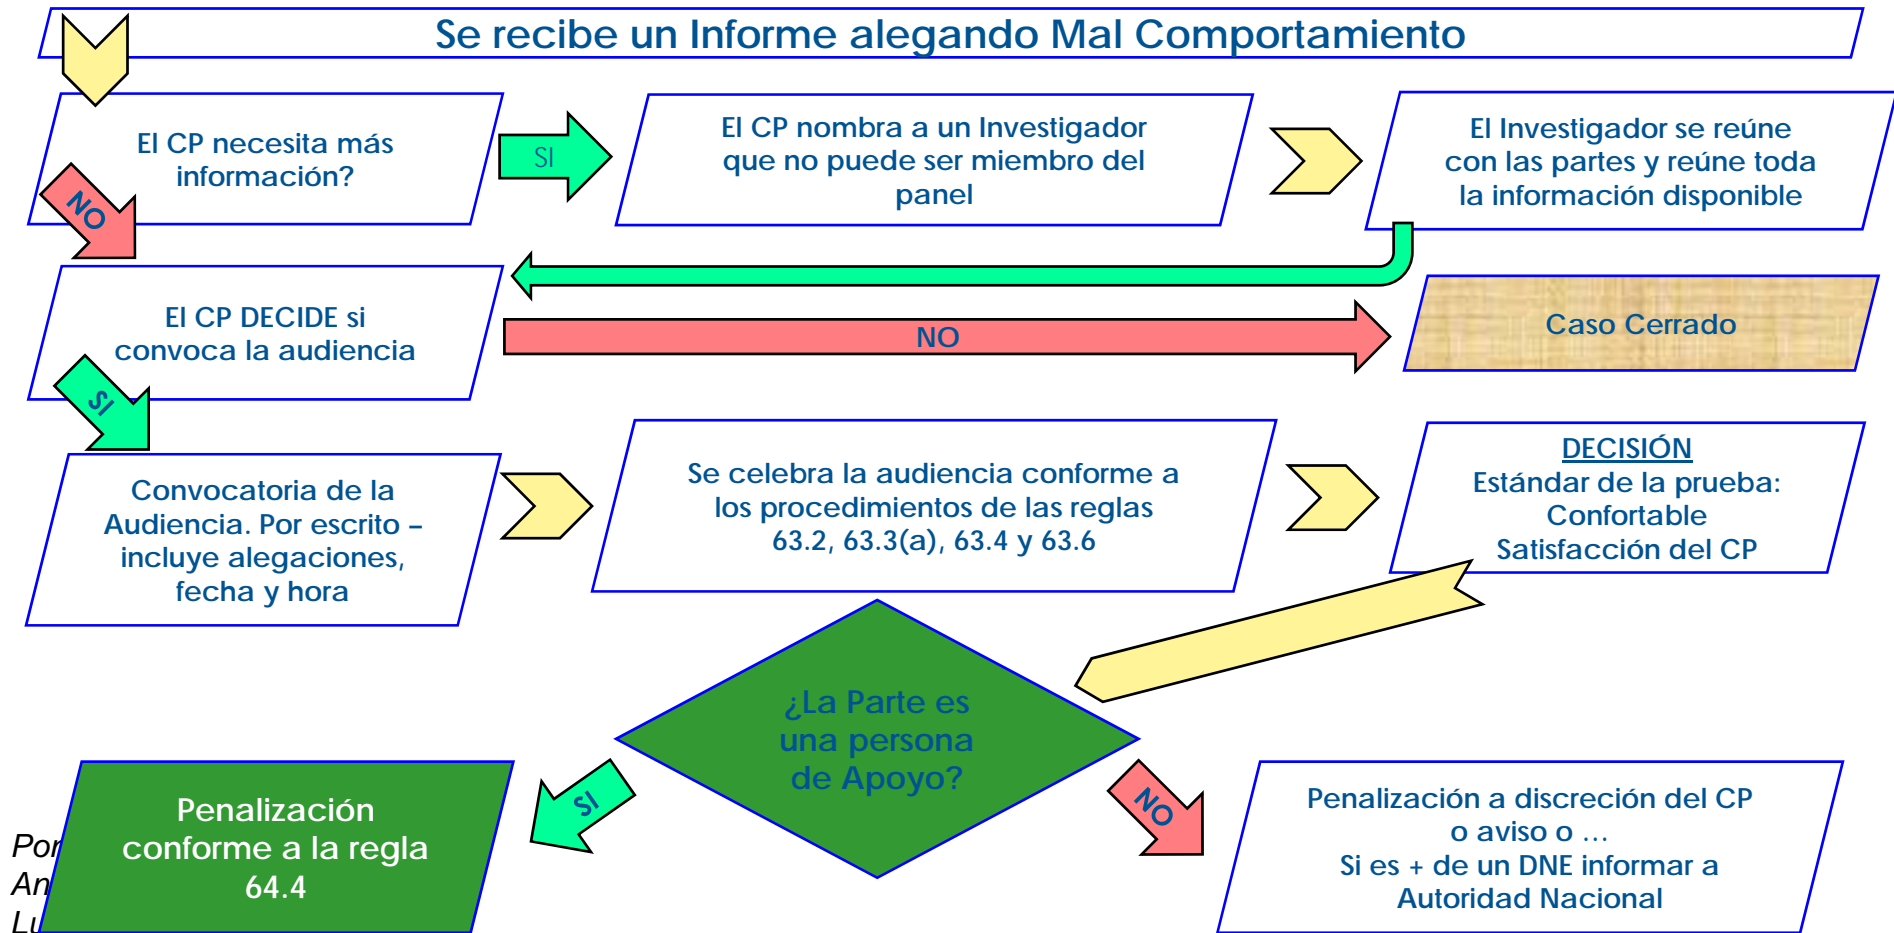 Se recibe un Informe alegando Mal Comportamiento
El CP necesita más
información?
SI
El CP nombra a un Investigador
que no puede ser miembro del
panel
El Investigador se reúne
con las partes y reúne toda
la información disponible
NO
El CP DECIDE si
convoca la audiencia
NO
Caso Cerrado
SI
Convocatoria de la
Audiencia. Por escrito –
incluye alegaciones,
fecha y hora
Se celebra la audiencia conforme a
los procedimientos de las reglas
63.2, 63.3(a), 63.4 y 63.6
DECISIÓN
Estándar de la prueba:
Confortable
Satisfacción del CP
¿La Parte es
una persona
de Apoyo?
SI
NO
Penalización
conforme a la regla
64.4
Penalización a discreción del CP
o aviso o …
Si es + de un DNE informar a
Autoridad Nacional